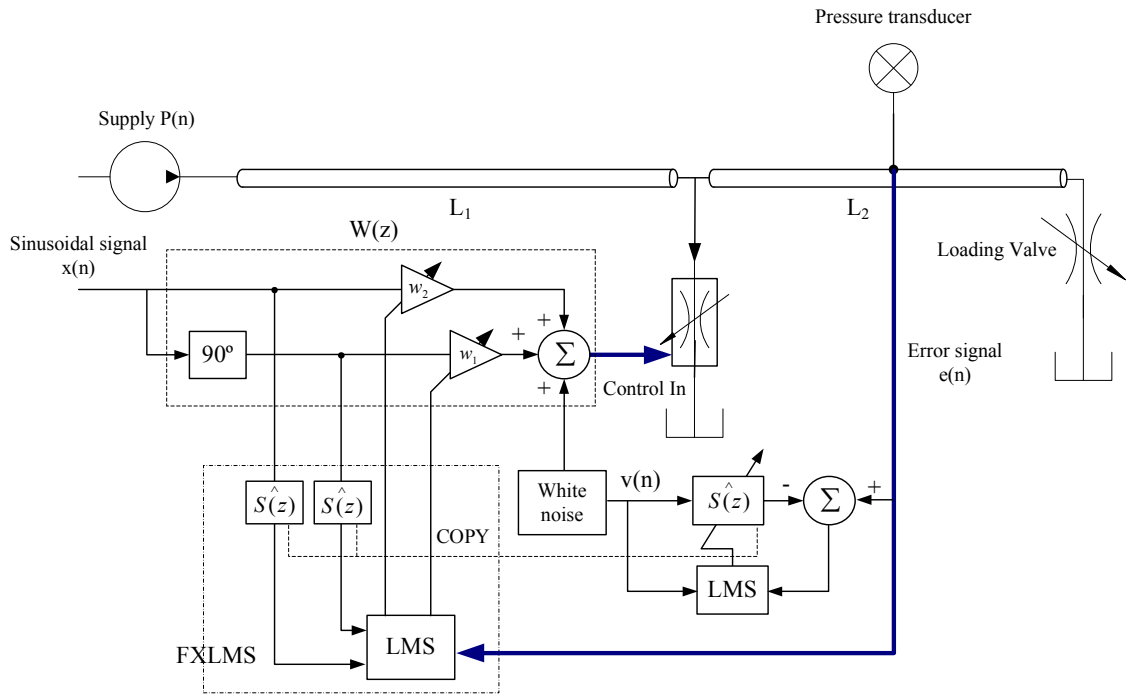 Pressure transducer
Supply P(n)
L₁
L₂
W(z)
Sinusoidal signal
x(n)
Loading Valve
w₂
+
90º
w₁
+
Σ
+
Control In
Error signal
e(n)
Ŝ(z)
Ŝ(z)
White
noise
v(n)
Ŝ(z)
-
Σ
+
COPY
LMS
LMS
FXLMS